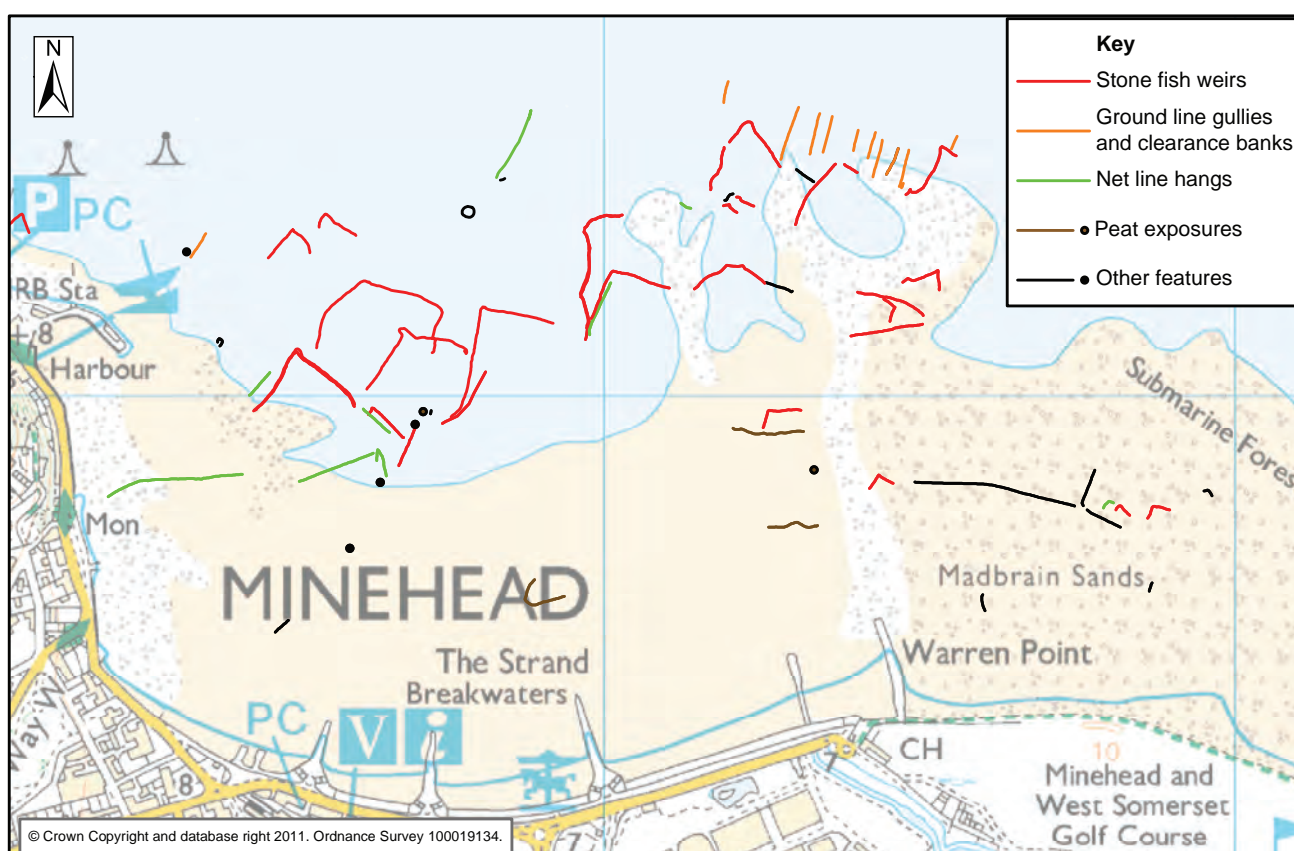 N
Key
Stone fish weirs
Ground line gullies
and clearance banks
Net line hangs
Peat exposures
Other features
P PC
RB Sta
8
Harbour
Mon
Submarine Fores
MINEHEAD
Madbrain Sands
The Strand
Breakwaters
Warren Point
Way W
PC
V i
CH
10
8
7
Minehead and
West Somerset
Golf Course
© Crown Copyright and database right 2011. Ordnance Survey 100019134.